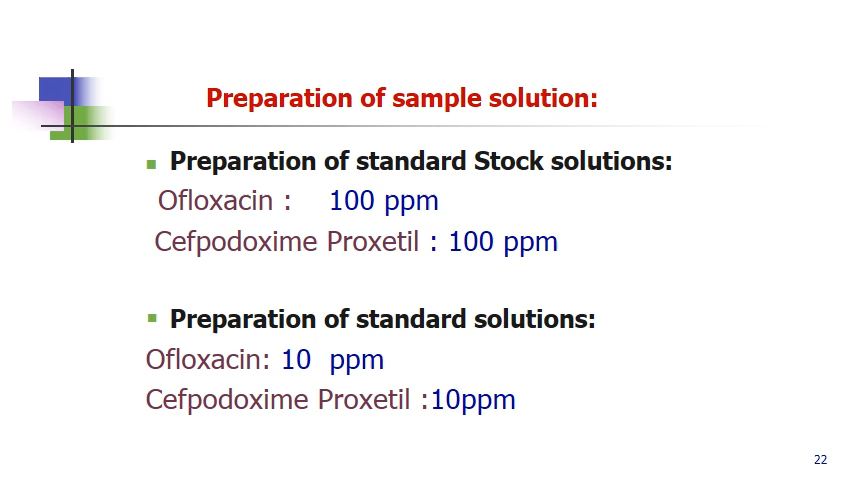 Preparation of sample solution:
Preparation of standard Stock solutions:
Ofloxacin : 100 ppm
Cefpodoxime Proxetil : 100 ppm
Preparation of standard solutions:
Ofloxacin: 10 ppm
Cefpodoxime Proxetil :10ppm
22